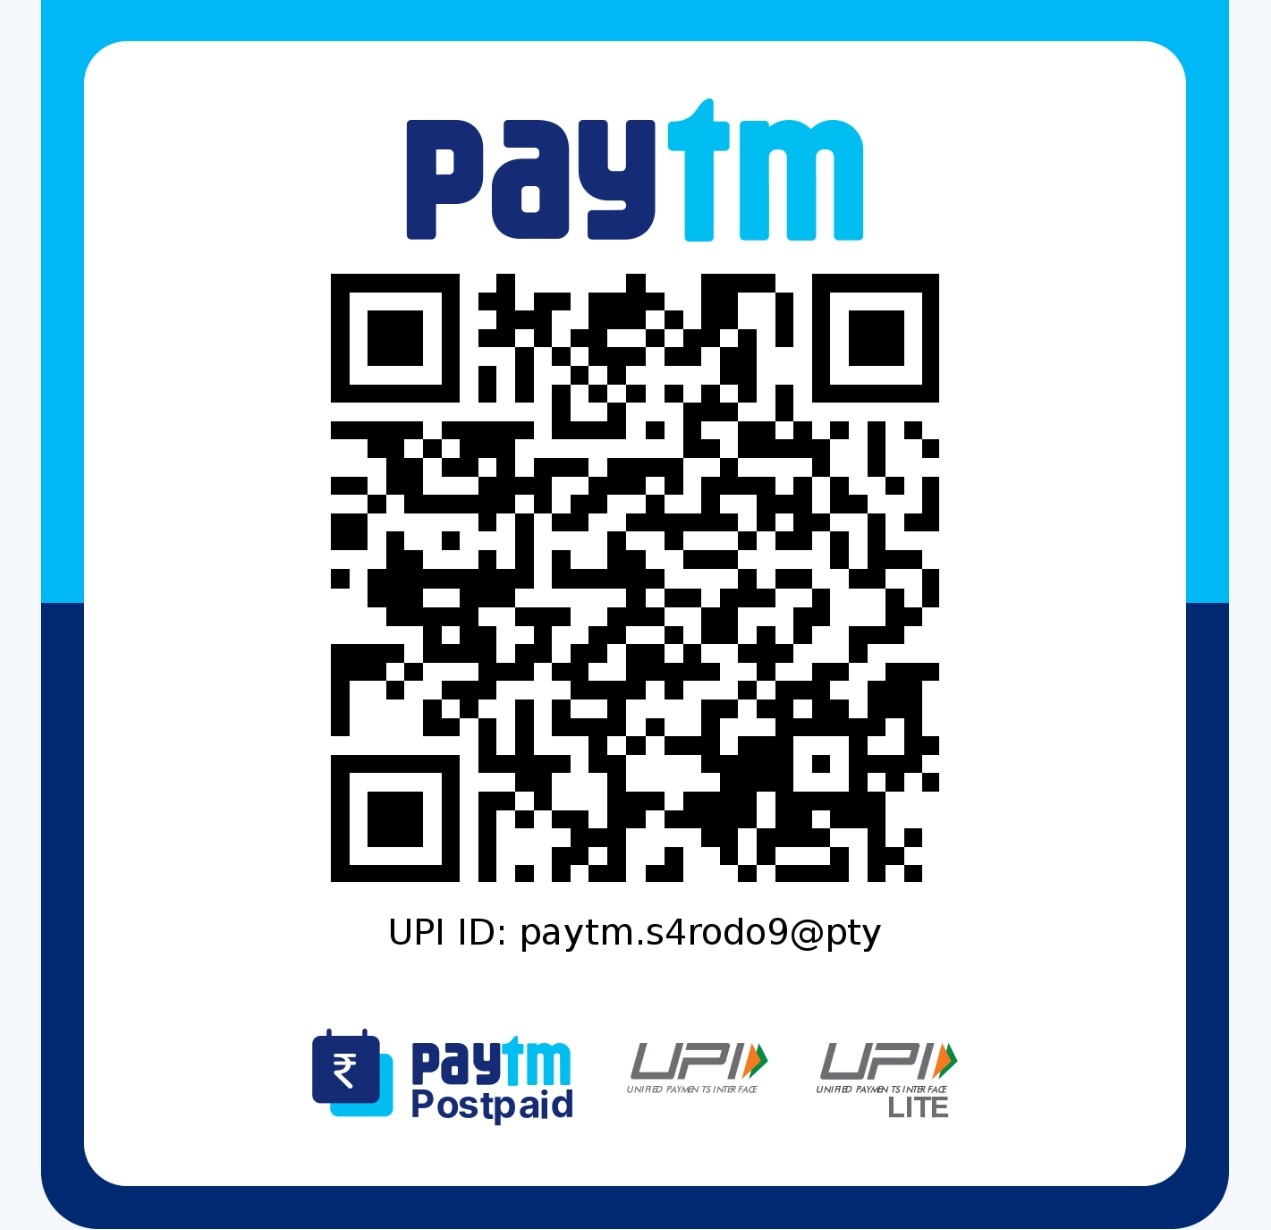 paytm
UPI ID: paytm.s4rodo9@pty
₹
paytm
Postpaid
UPI
UNIFIED PAYMENTS INTERFACE
UPI
UNIFIED PAYMENTS INTERFACE
LITE